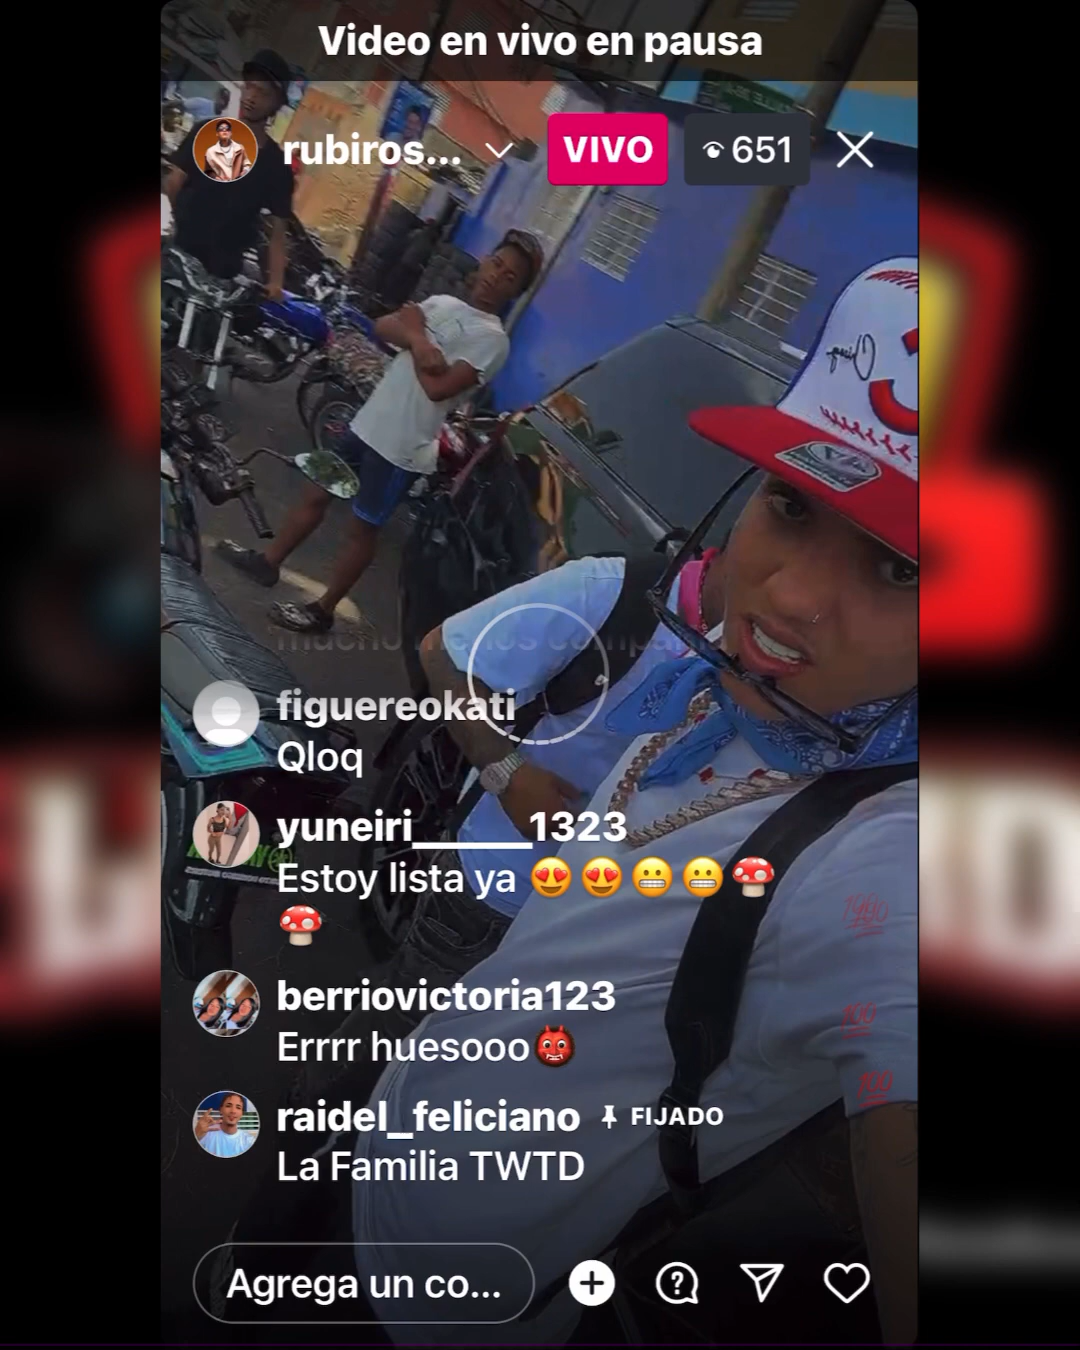 Video en vivo en pausa
rubiros...
VIVO
651
figuereokati
Qloq
yuneiri______1323
Estoy lista ya 😍😍😬😬🍄
🍄
berriovictoria123
Errrr huesooo👹
raidel_feliciano FIJADO
La Familia TWTD
Agrega un co...